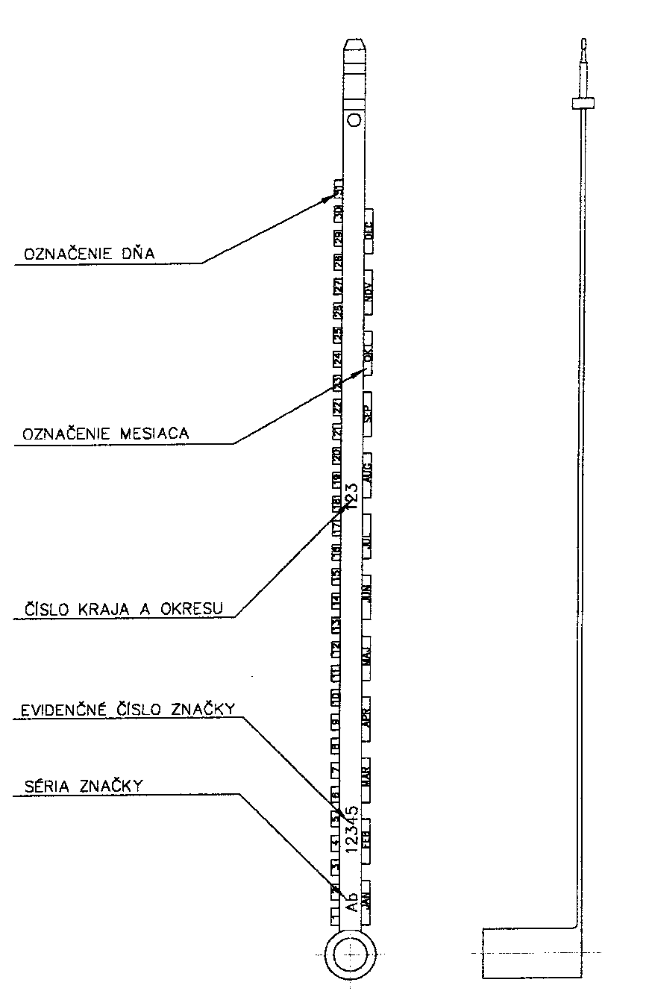 OZNAČENIE DŇA
OZNAČENIE MESIACA
ČÍSLO KRAJA A OKRESU
EVIDENČNÉ ČÍSLO ZNAČKY
SÉRIA ZNAČKY
31
30
29
28
27
26
25
24
23
22
21
20
19
18
17
16
15
14
13
12
11
10
9
8
7
6
5
4
3
2
1
123
12345
Ab
DEC
NOV
OKT
SEP
AUG
JUL
JUN
MAJ
APR
MAR
FEB
JAN